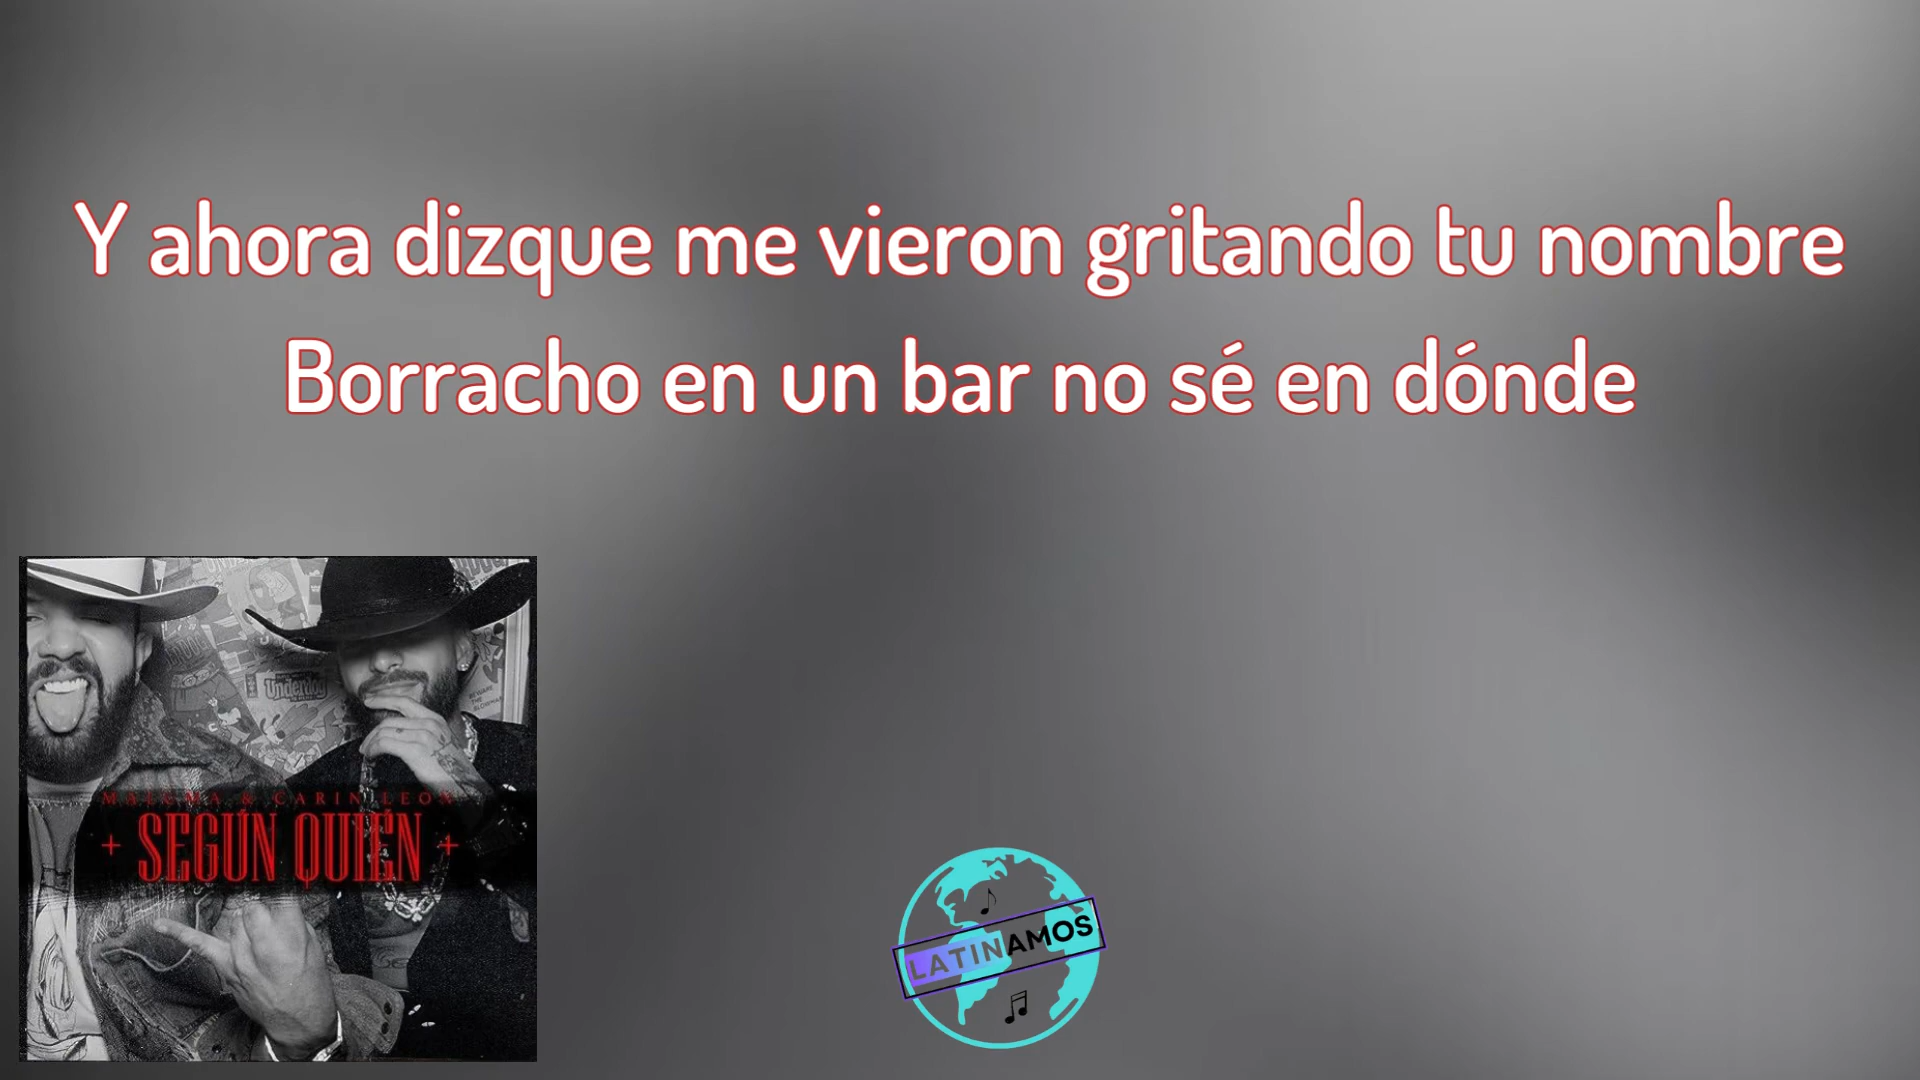 Y ahora dizque me vieron gritando tu nombre
Borracho en un bar no sé en dónde
Underdog
MALUMA & CARIN LEON
+ SEGÚN QUIÉN +
LATINAMOS